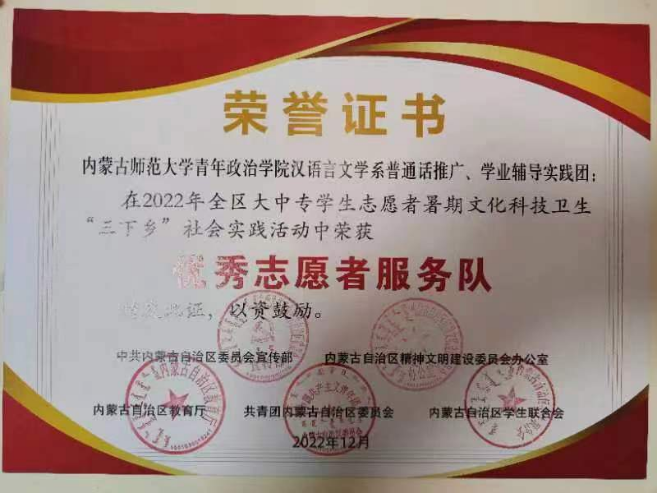 荣誉证书
内蒙古师范大学青年政治学院汉语言文学系普通话推广、学业辅导实践团：
在2022年全区大中专学生志愿者暑期文化科技卫生
“三下乡”社会实践活动中荣获
优秀志愿者服务队
特发此证，以资鼓励。
中共内蒙古自治区委员会宣传部 内蒙古自治区精神文明建设委员会办公室
内蒙古自治区教育厅 共青团内蒙古自治区委员会 内蒙古自治区学生联合会
2022年12月